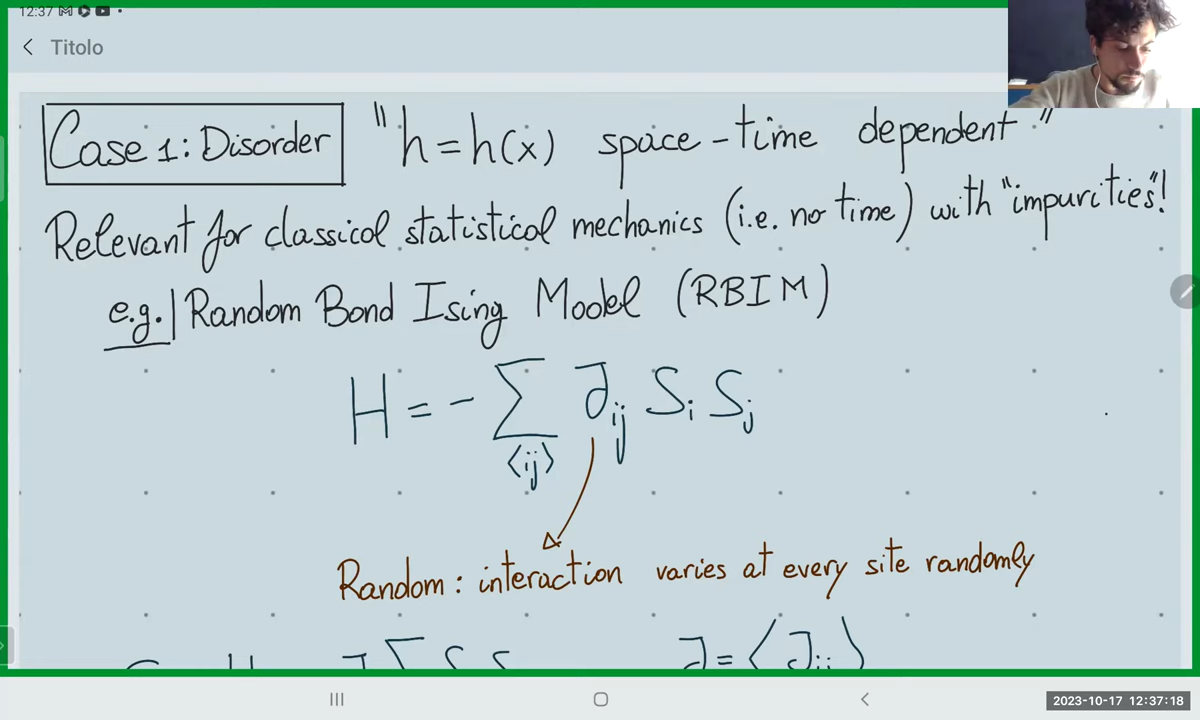 12:37
Titolo
Case 1: Disorder "h = h(x) space-time dependent"
Relevant for classical statistical mechanics (i.e. no time) with "impurities"!
e.g. Random Bond Ising Model (RBIM)
H = - Σ J_ij S_i S_j
<ij>
Random: interaction varies at every site randomly
J = ⟨J_ij⟩
2023-10-17 12:37:18